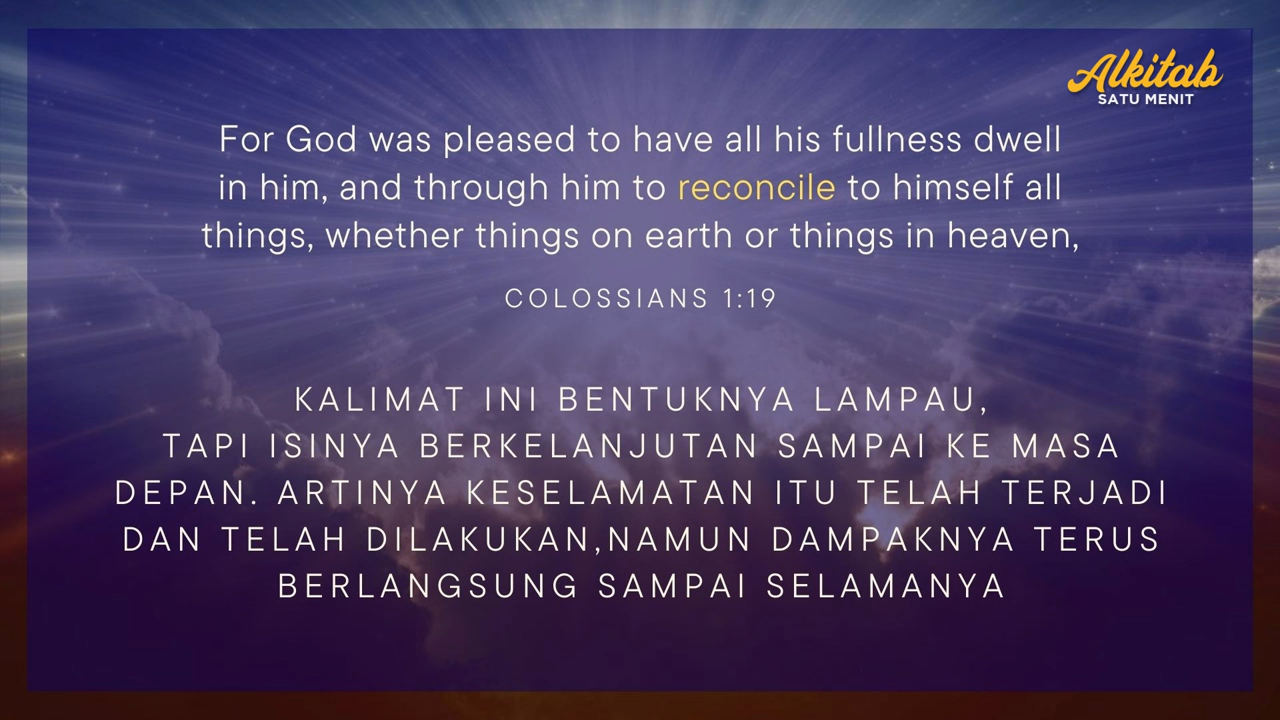 Alkitab
SATU MENIT
For God was pleased to have all his fullness dwell
in him, and through him to reconcile to himself all
things, whether things on earth or things in heaven,
COLOSSIANS 1:19
KALIMAT INI BENTUKNYA LAMPAU,
TAPI ISINYA BERKELANJUTAN SAMPAI KE MASA
DEPAN. ARTINYA KESELAMATAN ITU TELAH TERJADI
DAN TELAH DILAKUKAN,NAMUN DAMPAKNYA TERUS
BERLANGSUNG SAMPAI SELAMANYA